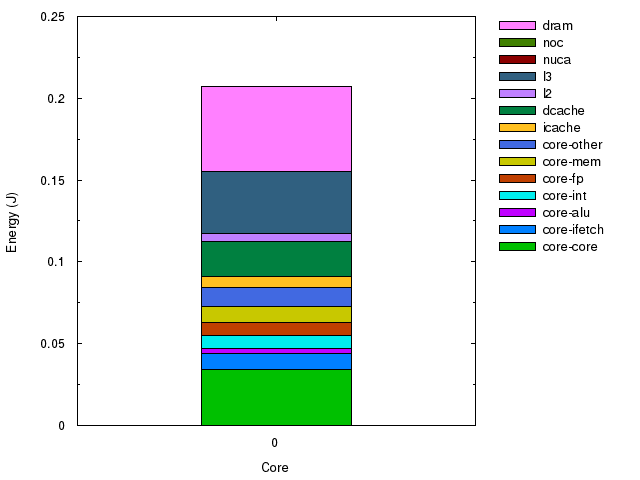 0.25
0.2
0.15
0.1
0.05
0
Energy (J)
0
Core
dram
noc
nuca
l3
l2
dcache
icache
core-other
core-mem
core-fp
core-int
core-alu
core-ifetch
core-core